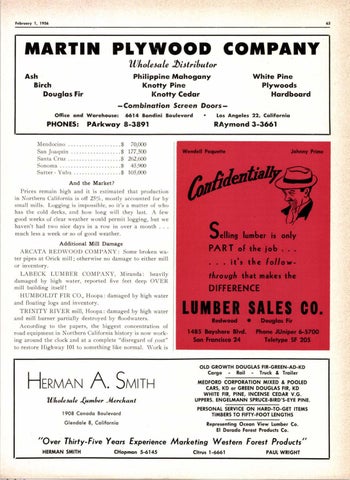 February 1, 1956 63
MARTIN PLYWOOD COMPANY
Wholesale Distributor
Ash Philippine Mahogany White Pine
Birch Knotty Pine Plywoods
Douglas Fir Knotty Cedar Hardboard
—Combination Screen Doors—
Office and Warehouse: 6614 Bandini Boulevard • Los Angeles 22, California
PHONES: PArkway 8-3891 RAymond 3-3661
Mendocino ..................$ 70,000
San Joaquin ................$ 177,500
Santa Cruz .................$ 262,000
Sonoma .....................$ 45,900
Sutter - Yuba ..............$ 105,000
And the Market?
Prices remain high and it is estimated that production
in Northern California is off 25%, mostly accounted for by
small mills. Logging is impossible, so it's a matter of who
has the cold decks, and how long will they last. A few
good weeks of clear weather would permit logging, but we
haven't had two nice days in a row in over a month . . .
much less a week or so of good weather.
Additional Mill Damage
ARCATA REDWOOD COMPANY: Some broken wa-
ter pipes at Orick mill; otherwise no damage to either mill
or inventory.
LABECK LUMBER COMPANY, Miranda: heavily
damaged by high water, reported five feet deep OVER
mill building itself!
HUMBOLDT FIR CO., Hoopa: damaged by high water
and floating logs and inventory.
TRINITY RIVER mill, Hoopa: damaged by high water
and mill burner partially destroyed by floodwaters.
According to the papers, the biggest concentration of
road equipment in Northern California history is now work-
ing around the clock and at a complete "disregard of cost"
to restore Highway 101 to something like normal. Work is
Wendell Paquette Johnny Prime
Confidentially
Selling lumber is only
PART of the job . . .
. . . it's the follow-
through that makes the
DIFFERENCE
LUMBER SALES CO.
Redwood • Douglas Fir
1485 Bayshore Blvd. Phone JUniper 6-5700
San Francisco 24 Teletype SF 205
HERMAN A. SMITH
Wholesale Lumber Merchant
1908 Canada Boulevard
Glendale 8, California
OLD GROWTH DOUGLAS FIR-GREEN-AD-KD
Cargo - Rail - Truck & Trailer
MEDFORD CORPORATION MIXED & POOLED
CARS, KD or GREEN DOUGLAS FIR, KD
WHITE FIR, PINE, INCENSE CEDAR V.G.
UPPERS, ENGELMANN SPRUCE-BING'S, END-PAPER.
PERSONAL SERVICE ON HARD-TO-GET ITEMS
TIMBERS TO FIFTY-FOOT LENGTHS
Representing Ocean View Lumber Co.
El Dorado Forest Products Co.
"Over Thirty-Five Years Experience Marketing Western Forest Products"
HERMAN SMITH CHapman 5-6145 Citrus 1-6661 PAUL WRIGHT